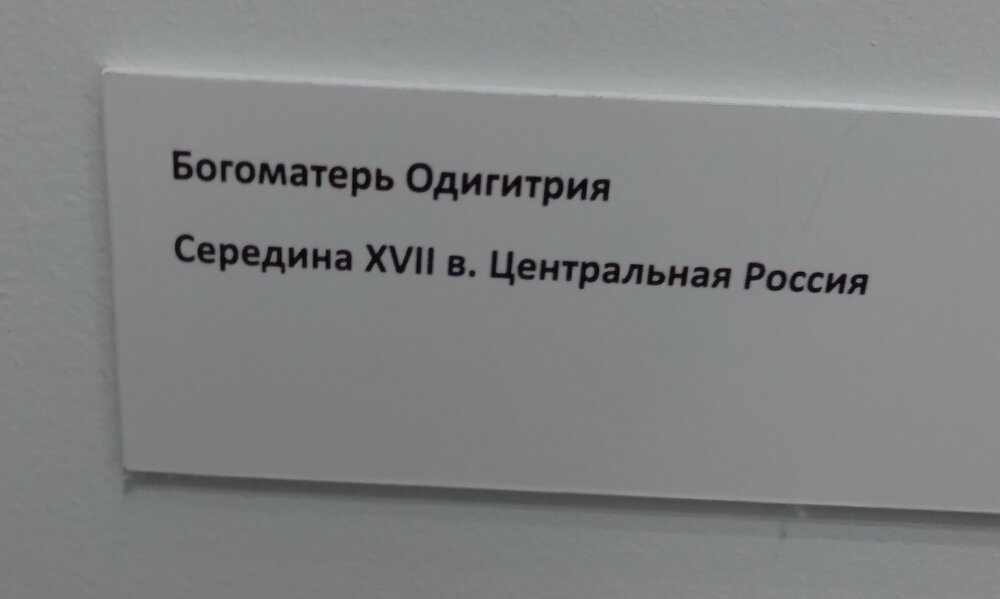 Богоматерь Одигитрия
Середина XVII в. Центральная Россия